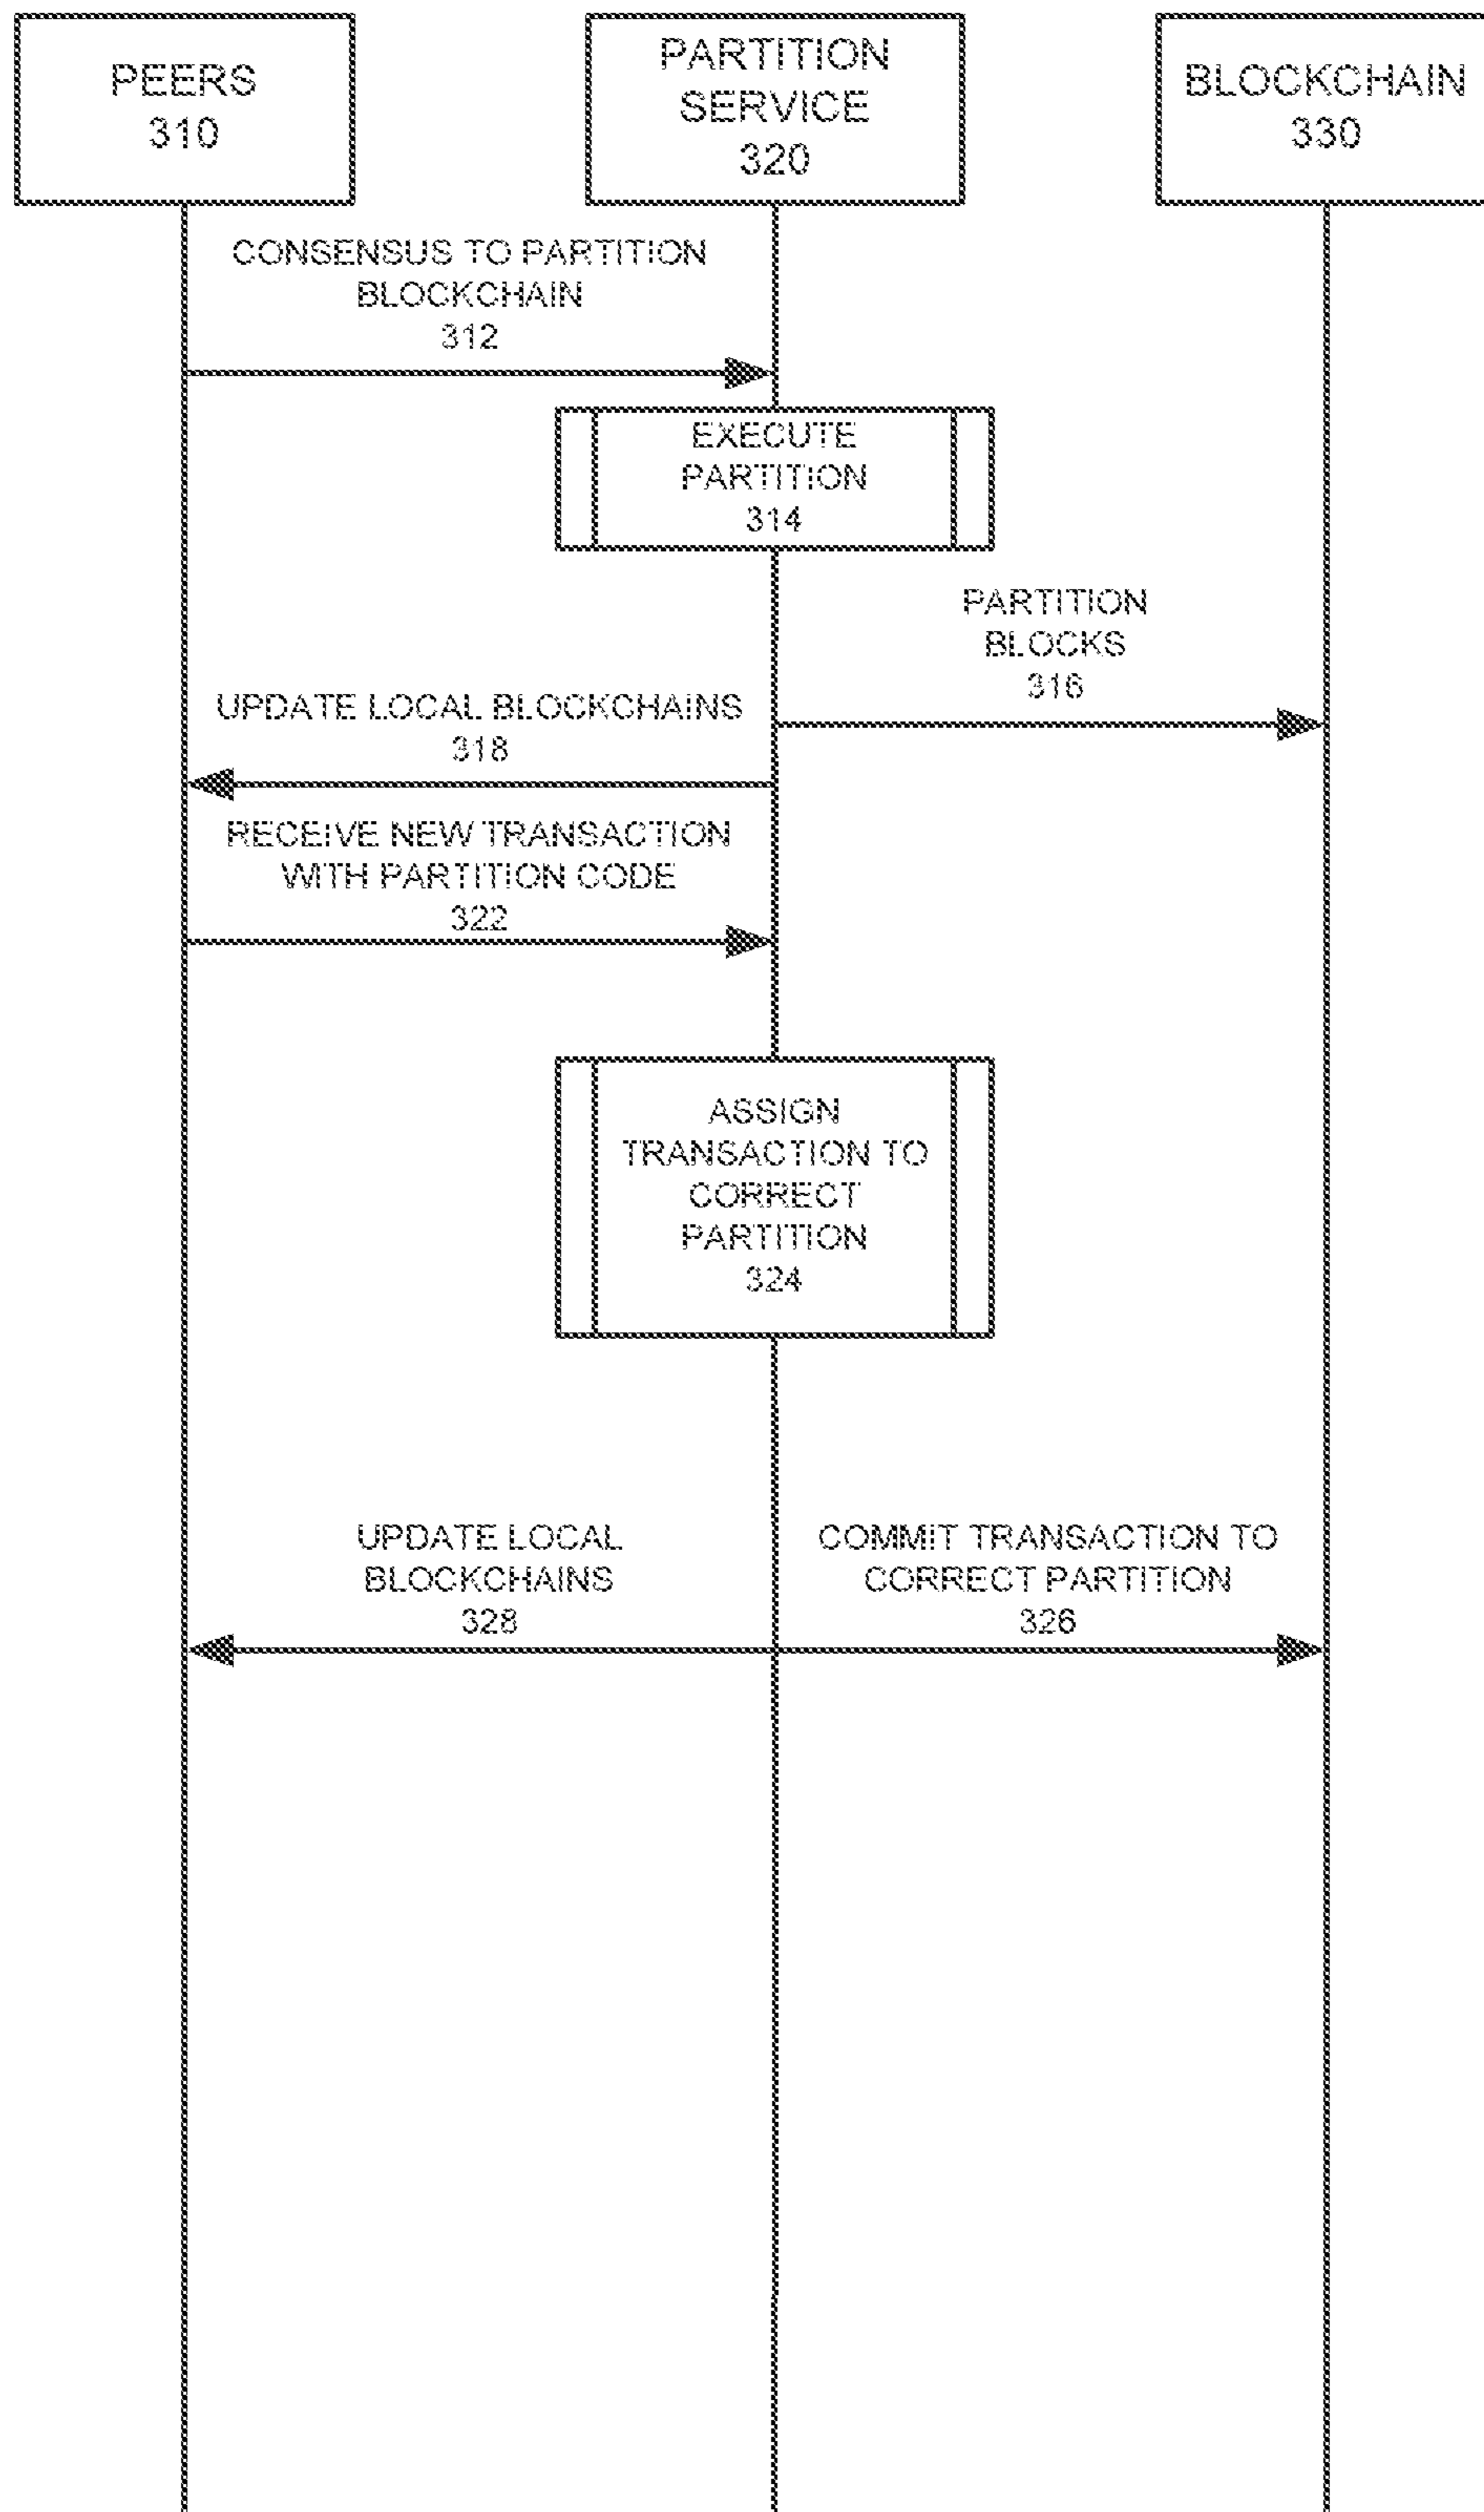 PEERS
310
PARTITION
SERVICE
320
BLOCKCHAIN
330
CONSENSUS TO PARTITION
BLOCKCHAIN
312
EXECUTE
PARTITION
314
PARTITION
BLOCKS
316
UPDATE LOCAL BLOCKCHAINS
318
RECEIVE NEW TRANSACTION
WITH PARTITION CODE
322
ASSIGN
TRANSACTION TO
CORRECT
PARTITION
324
UPDATE LOCAL
BLOCKCHAINS
328
COMMIT TRANSACTION TO
CORRECT PARTITION
326